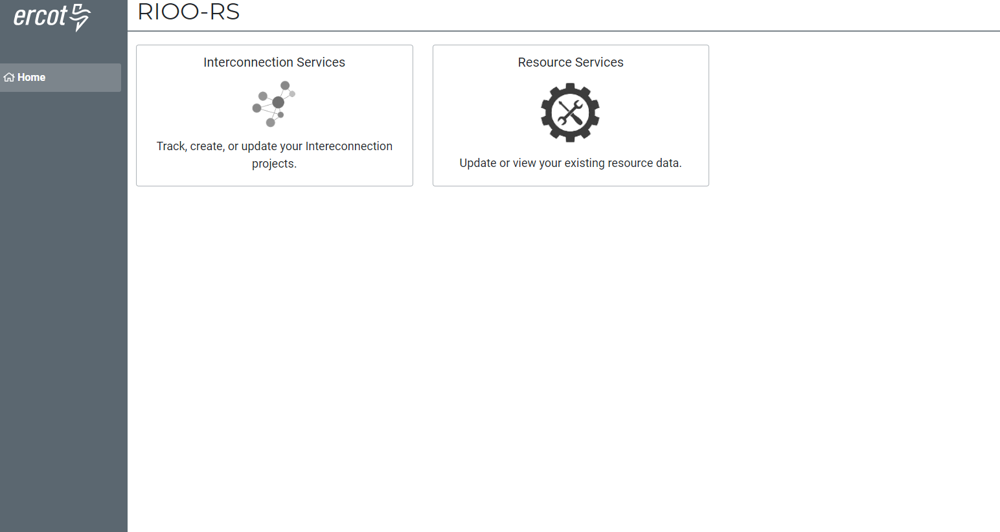 ercot
RIOO-RS
Home
Interconnection Services
Track, create, or update your Intereconnection
projects.
Resource Services
Update or view your existing resource data.